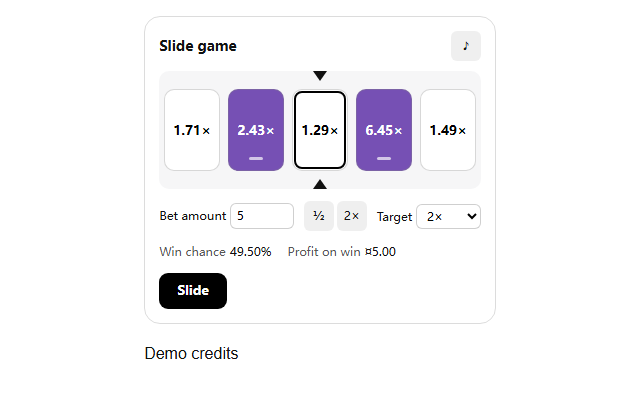 Slide game
♪
1.71× 2.43× 1.29× 6.45× 1.49×
Bet amount 5 ½ 2× Target 2×
Win chance 49.50% Profit on win ¤5.00
Slide
Demo credits